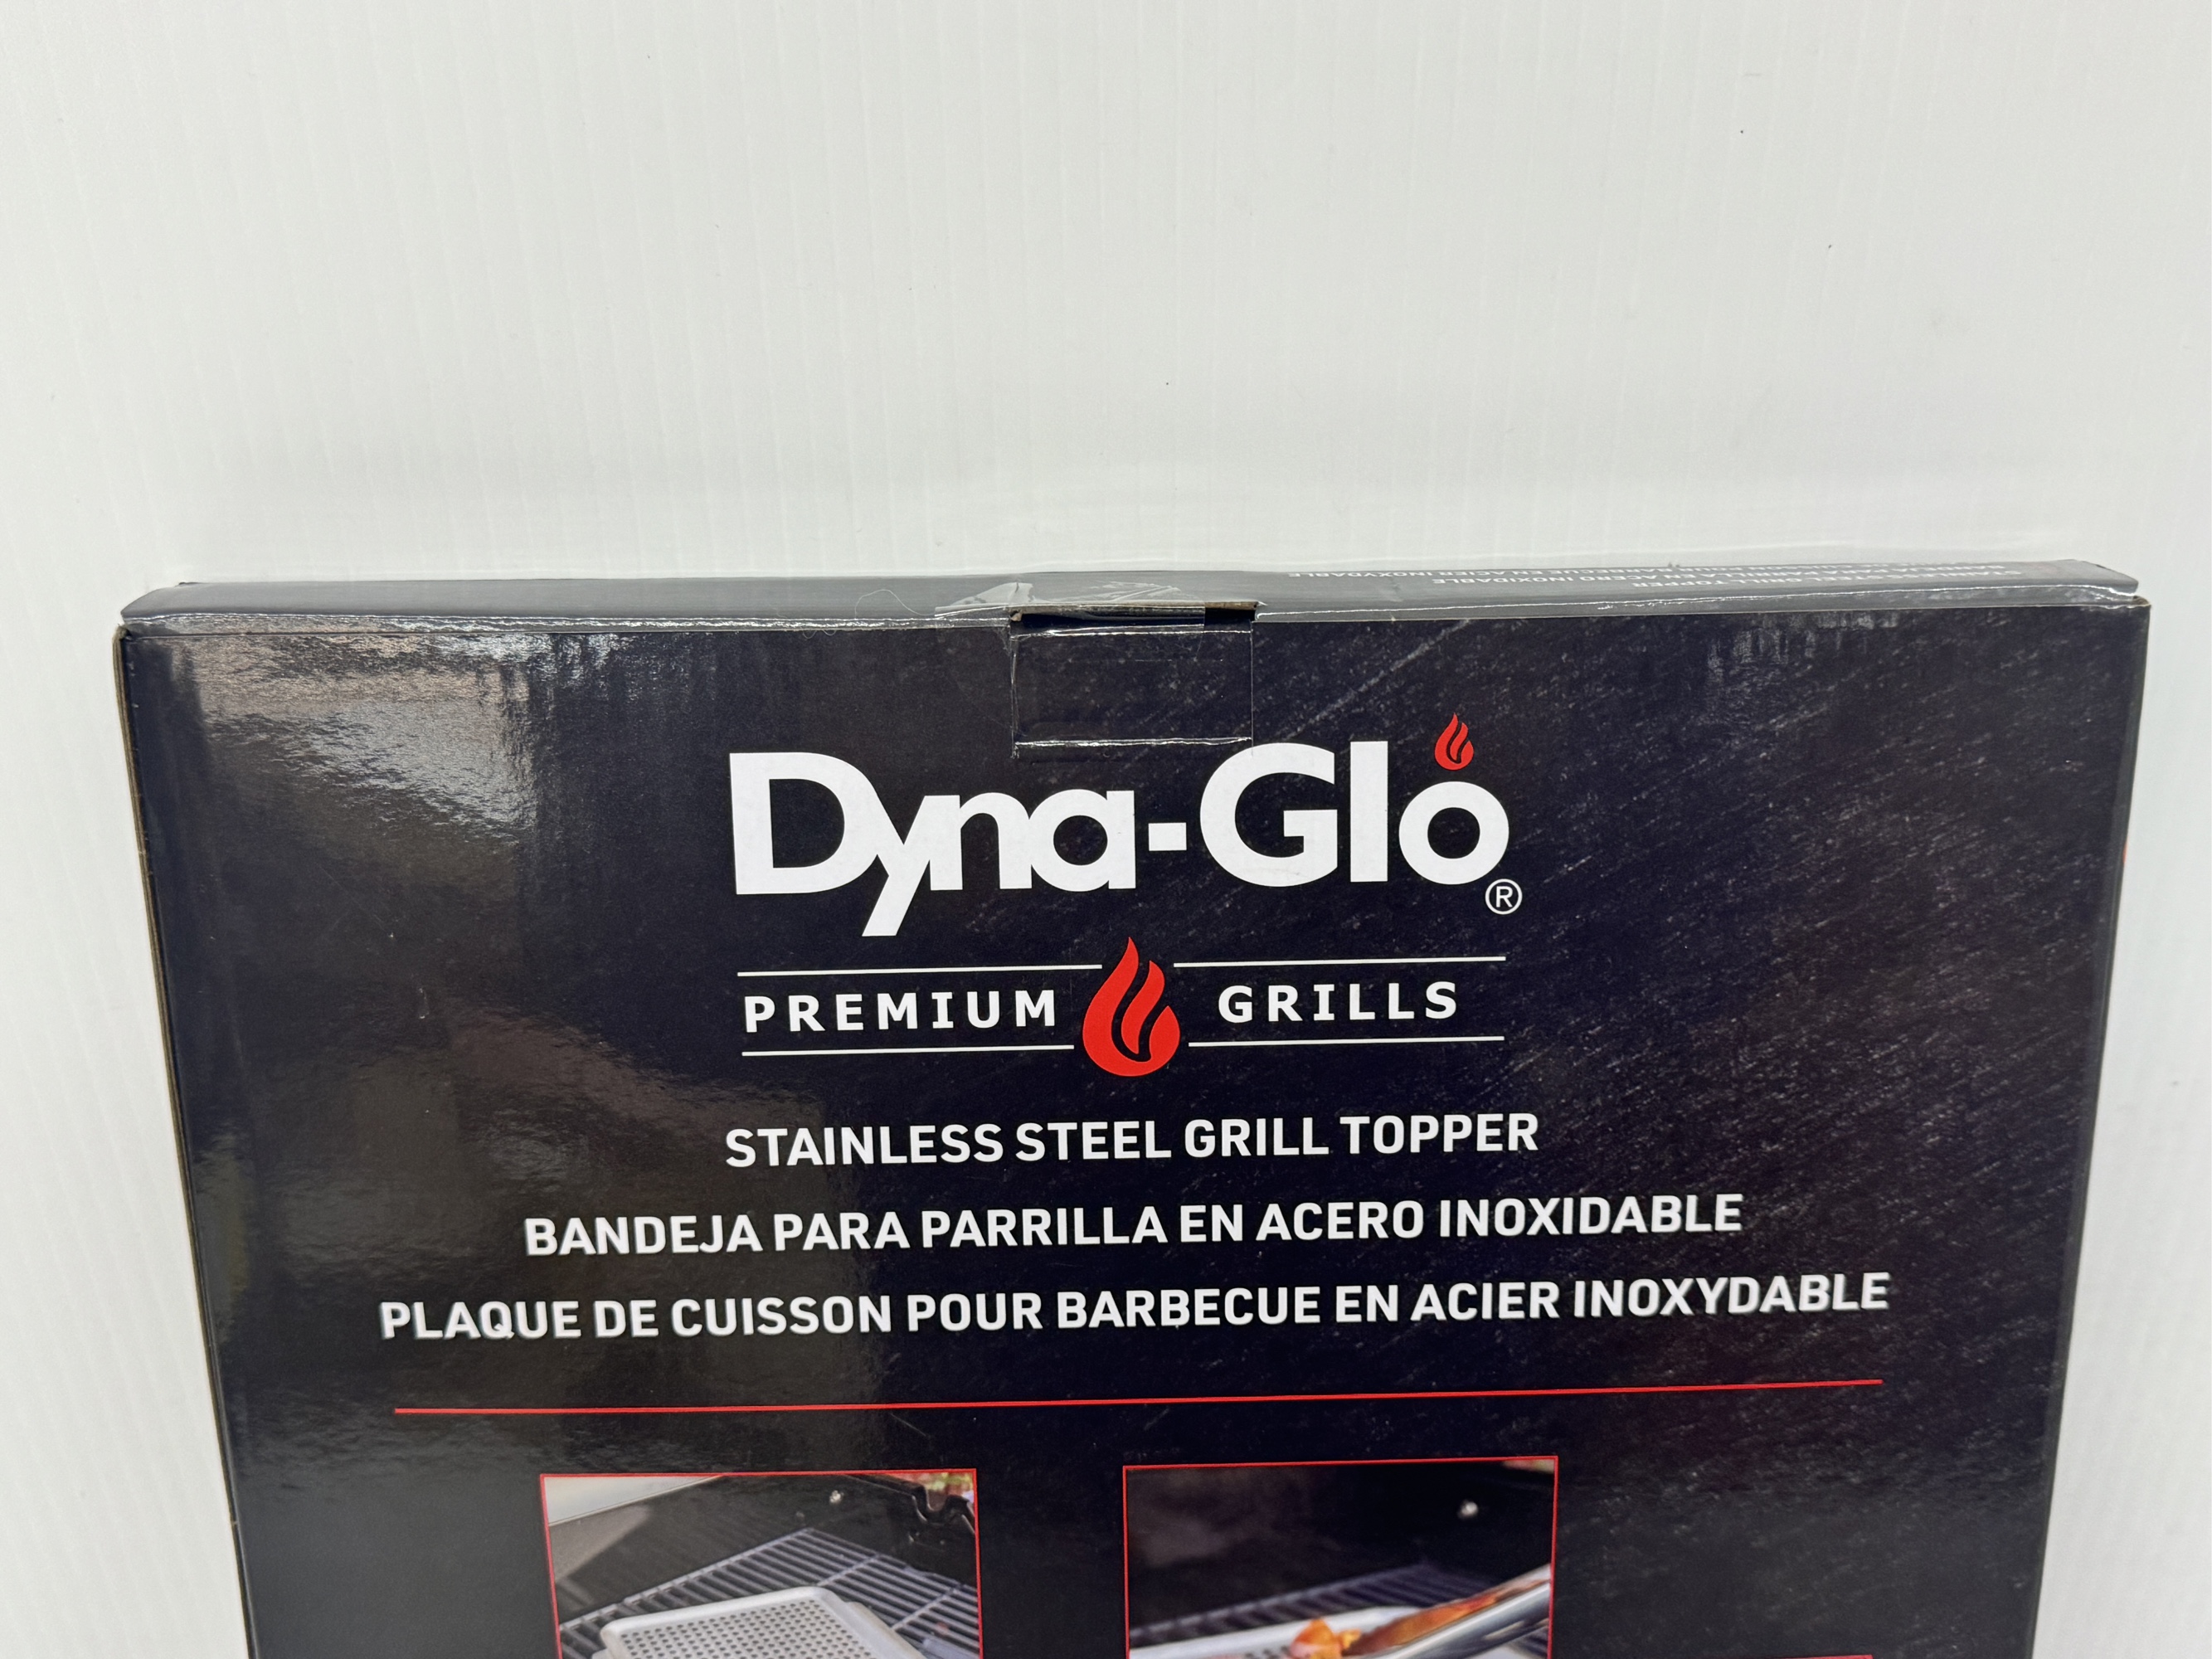 Dyna-Glo®
PREMIUM GRILLS
STAINLESS STEEL GRILL TOPPER
BANDEJA PARA PARRILLA EN ACERO INOXIDABLE
PLAQUE DE CUISSON POUR BARBECUE EN ACIER INOXYDABLE